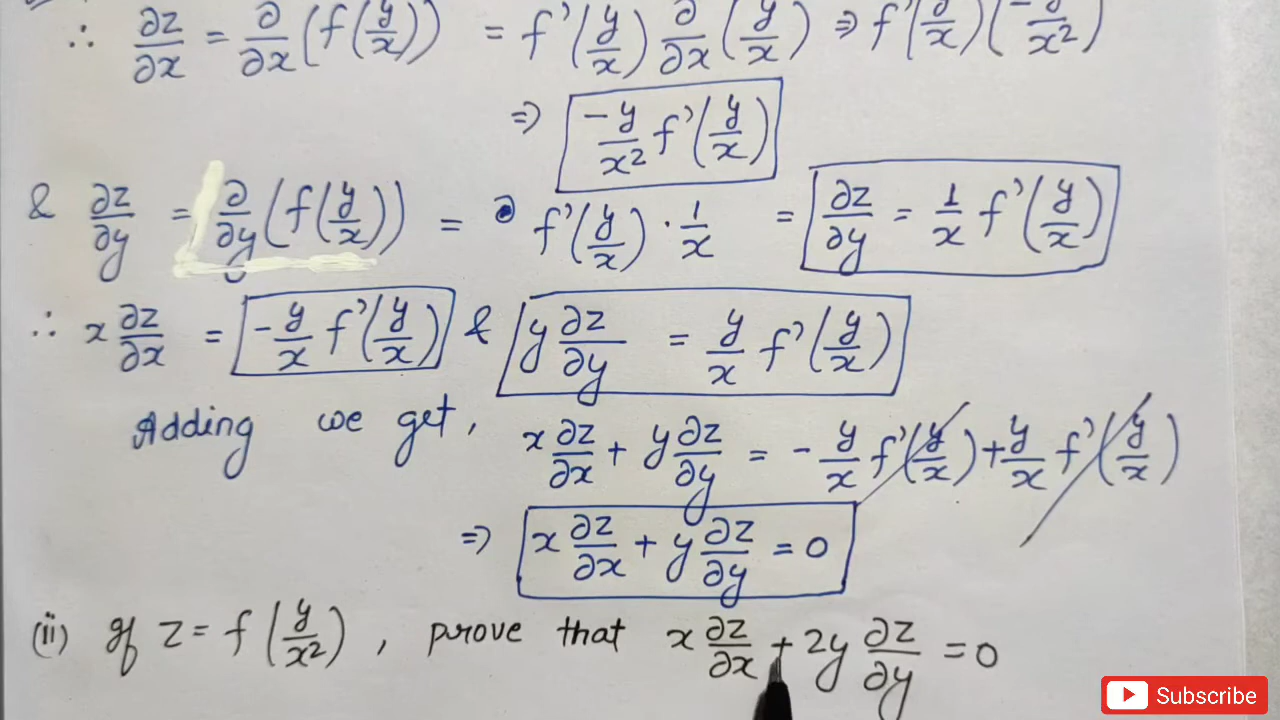 ∴ ∂z/∂x = ∂/∂x (f(y/x)) = f'(y/x) ∂/∂x (y/x) ⇒ f'(y/x) (-y/x²)
⇒ -y/x² f'(y/x)
& ∂z/∂y = ∂/∂y (f(y/x)) = f'(y/x) · 1/x = ∂z/∂y = 1/x f'(y/x)
∴ x ∂z/∂x = -y/x f'(y/x) & y ∂z/∂y = y/x f'(y/x)
Adding we get, x ∂z/∂x + y ∂z/∂y = - y/x f'(y/x) + y/x f'(y/x)
⇒ x ∂z/∂x + y ∂z/∂y = 0
(ii) If z = f(y/x²), prove that x ∂z/∂x + 2y ∂z/∂y = 0
Subscribe